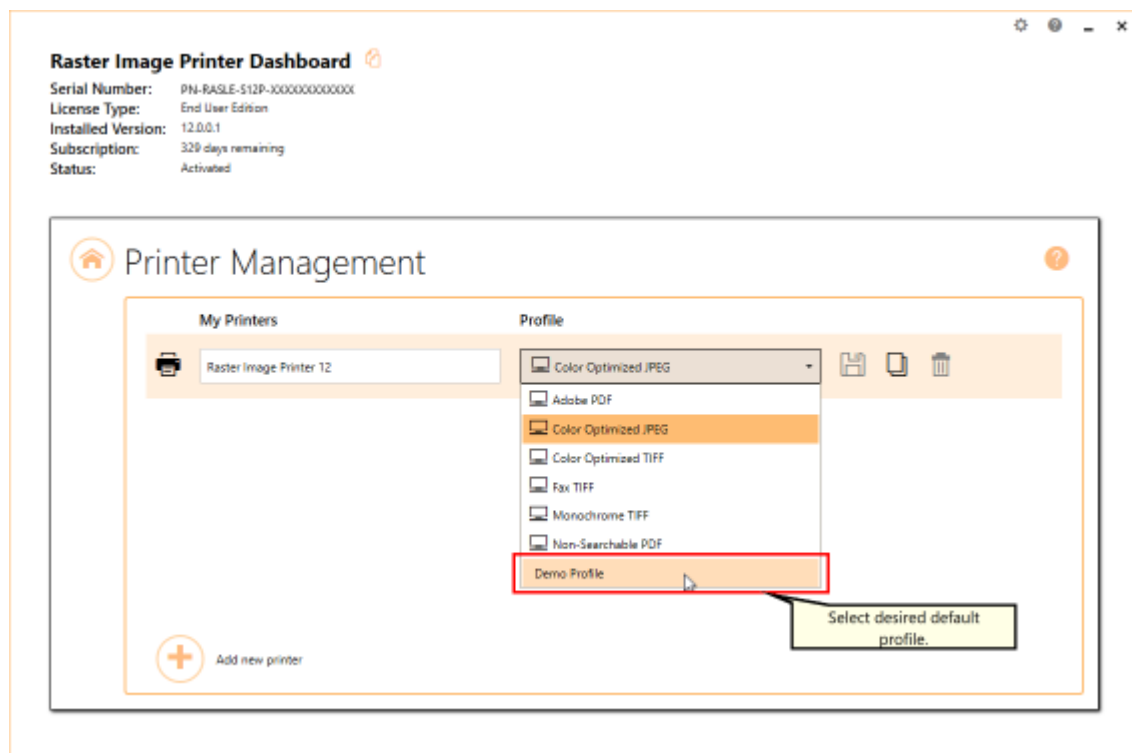 Raster Image Printer Dashboard
Serial Number: PN-RASLE-S12P-XXXXXXXXXXXX
License Type: End User Edition
Installed Version: 12.0.0.1
Subscription: 329 days remaining
Status: Activated
Printer Management
?
My Printers Profile
Raster Image Printer 12 Color Optimized JPEG
Adobe PDF
Color Optimized JPEG
Color Optimized TIFF
Fax TIFF
Monochrome TIFF
Non-Searchable PDF
Demo Profile
Select desired default
profile.
Add new printer